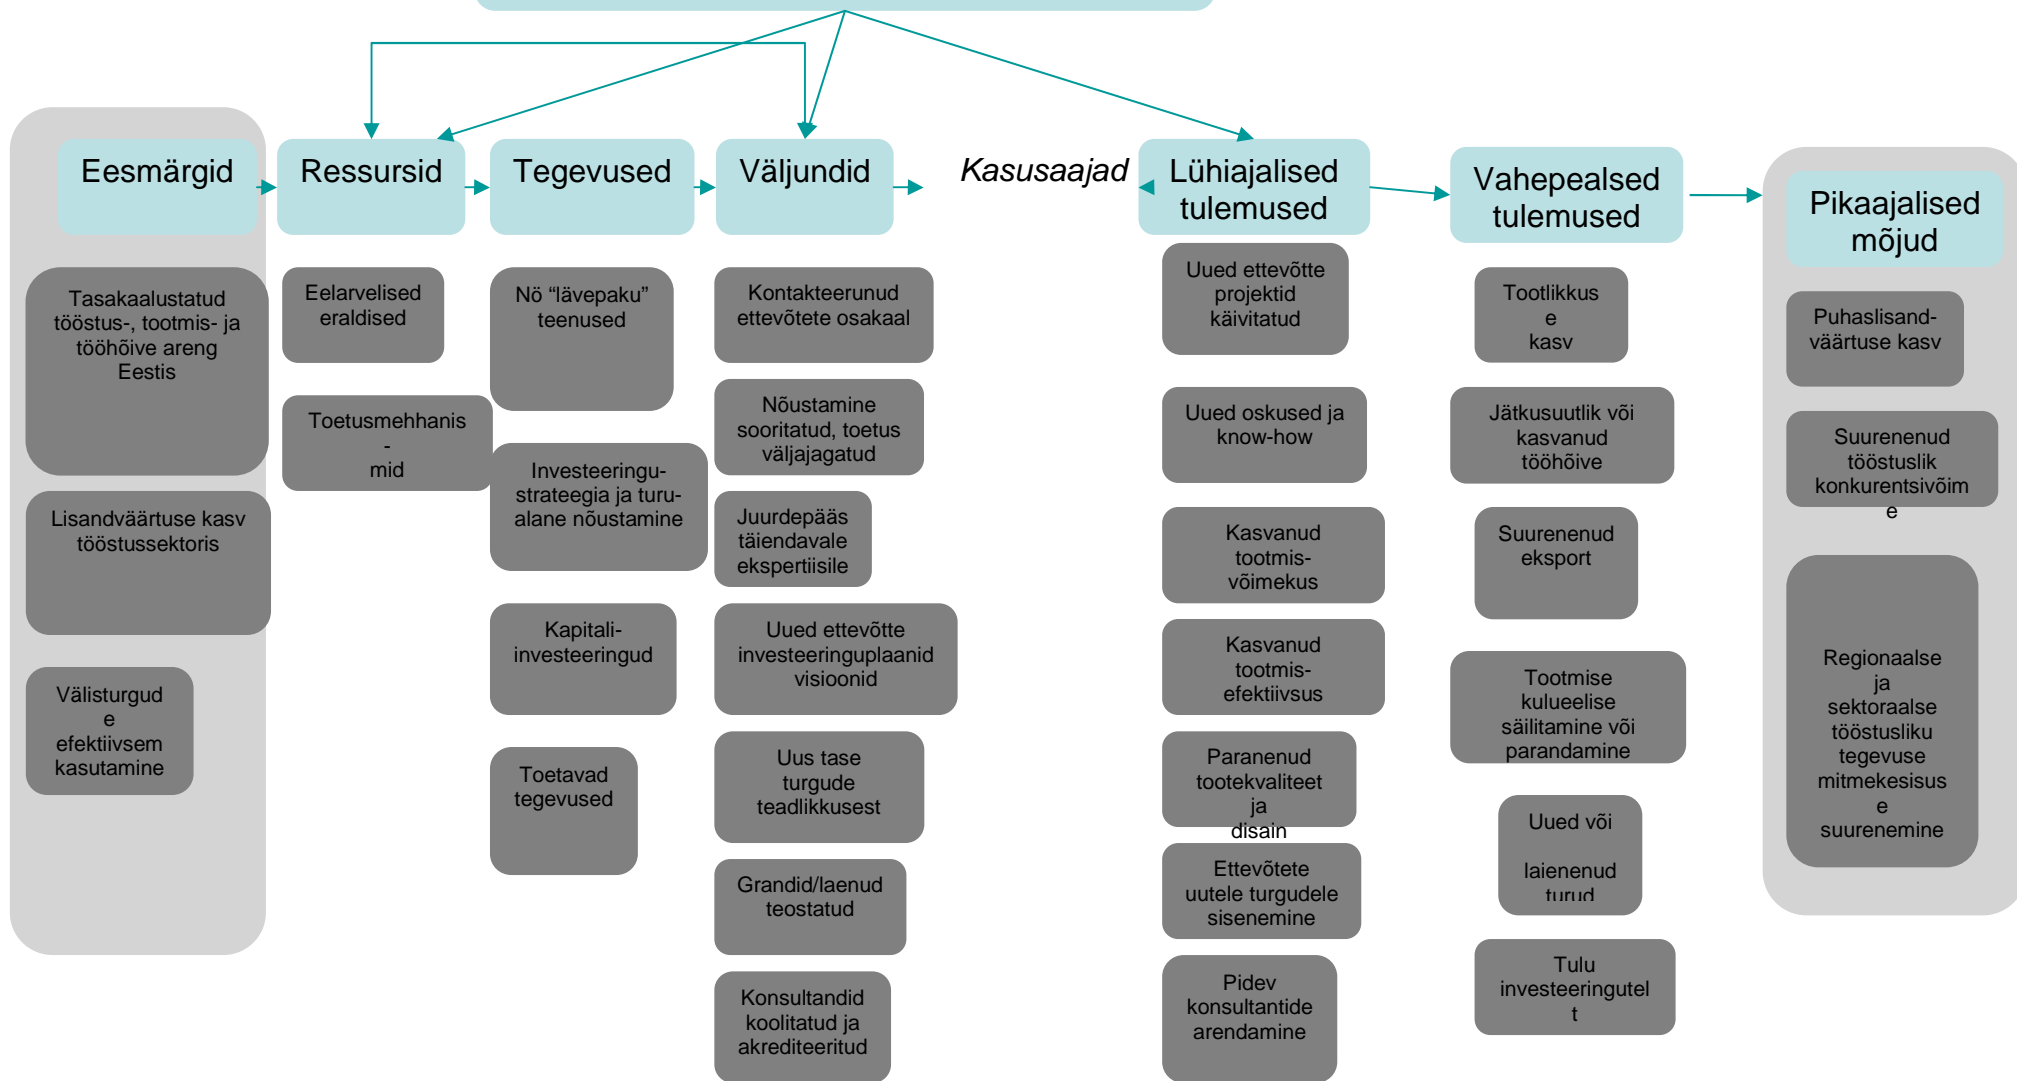 Eesmärgid
Tasakaalustatud
tööstus-, tootmis- ja
tööhõive areng
Eestis
Lisandväärtuse kasv
tööstussektoris
Välisturgud
e
efektiivsem
kasutamine
Ressursid
Eelarvelised
eraldised
Toetusmehhanis
-
mid
Tegevused
Nö “lävepaku”
teenused
Investeeringu-
strateegia ja turu-
alane nõustamine
Kapitali-
investeeringud
Toetavad
tegevused
Väljundid
Kontakteerunud
ettevõtete osakaal
Nõustamine
sooritatud, toetus
väljajagatud
Juurdepääs
täiendavale
ekspertiisile
Uued ettevõtte
investeeringuplaanid
visioonid
Uus tase
turgude
teadlikkusest
Grandid/laenud
teostatud
Konsultandid
koolitatud ja
akrediteeritud
Kasusaajad
Lühiajalised
tulemused
Uued ettevõtte
projektid
käivitatud
Uued oskused ja
know-how
Kasvanud
tootmis-
võimekus
Kasvanud
tootmis-
efektiivsus
Paranenud
tootekvaliteet
ja
disain
Ettevõtete
uutele turgudele
sisenemine
Pidev
konsultantide
arendamine
Vahepealsed
tulemused
Tootlikkus
e
kasv
Jätkusuutlik või
kasvanud
tööhõive
Suurenenud
eksport
Tootmise
kulueelise
säilitamine või
parandamine
Uued või
laienenud
turud
Tulu
investeeringutel
t
Pikaajalised
mõjud
Puhaslisand-
väärtuse kasv
Suurenenud
tööstuslik
konkurentsivõim
e
Regionaalse
ja
sektoraalse
tööstusliku
tegevuse
mitmekesisus
e
suurenemine